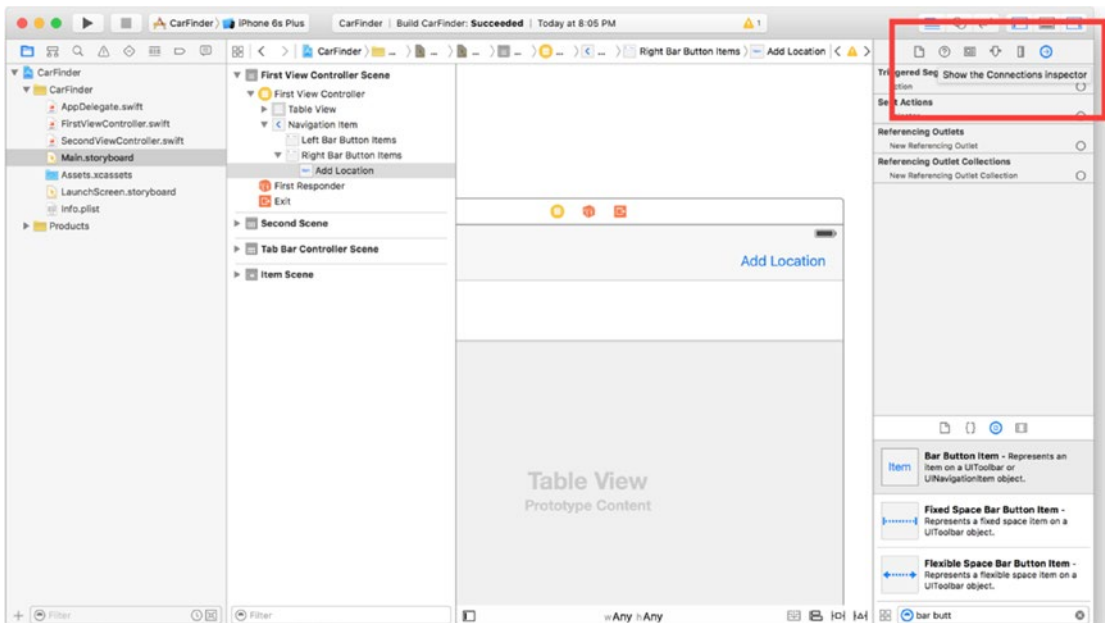 CarFinder
iPhone 6s Plus
CarFinder | Build CarFinder: Succeeded | Today at 8:05 PM
1
CarFinder
Right Bar Button Items
Add Location
CarFinder
CarFinder
AppDelegate.swift
FirstViewController.swift
SecondViewController.swift
Main.storyboard
Assets.xcassets
LaunchScreen.storyboard
Info.plist
Products
Filter
First View Controller Scene
First View Controller
Table View
Navigation Item
Left Bar Button Items
Right Bar Button Items
Add Location
First Responder
Exit
Second Scene
Tab Bar Controller Scene
Item Scene
Filter
Add Location
Table View
Prototype Content
wAny hAny
Show the Connections inspector
Sent Actions
Referencing Outlets
New Referencing Outlet
Referencing Outlet Collections
New Referencing Outlet Collection
Item
Bar Button Item - Represents an
item on a UIToolbar or
UINavigationItem object.
Fixed Space Bar Button Item -
Represents a fixed space item on a
UIToolbar object.
Flexible Space Bar Button Item -
Represents a flexible space item on a
UIToolbar object.
bar butt